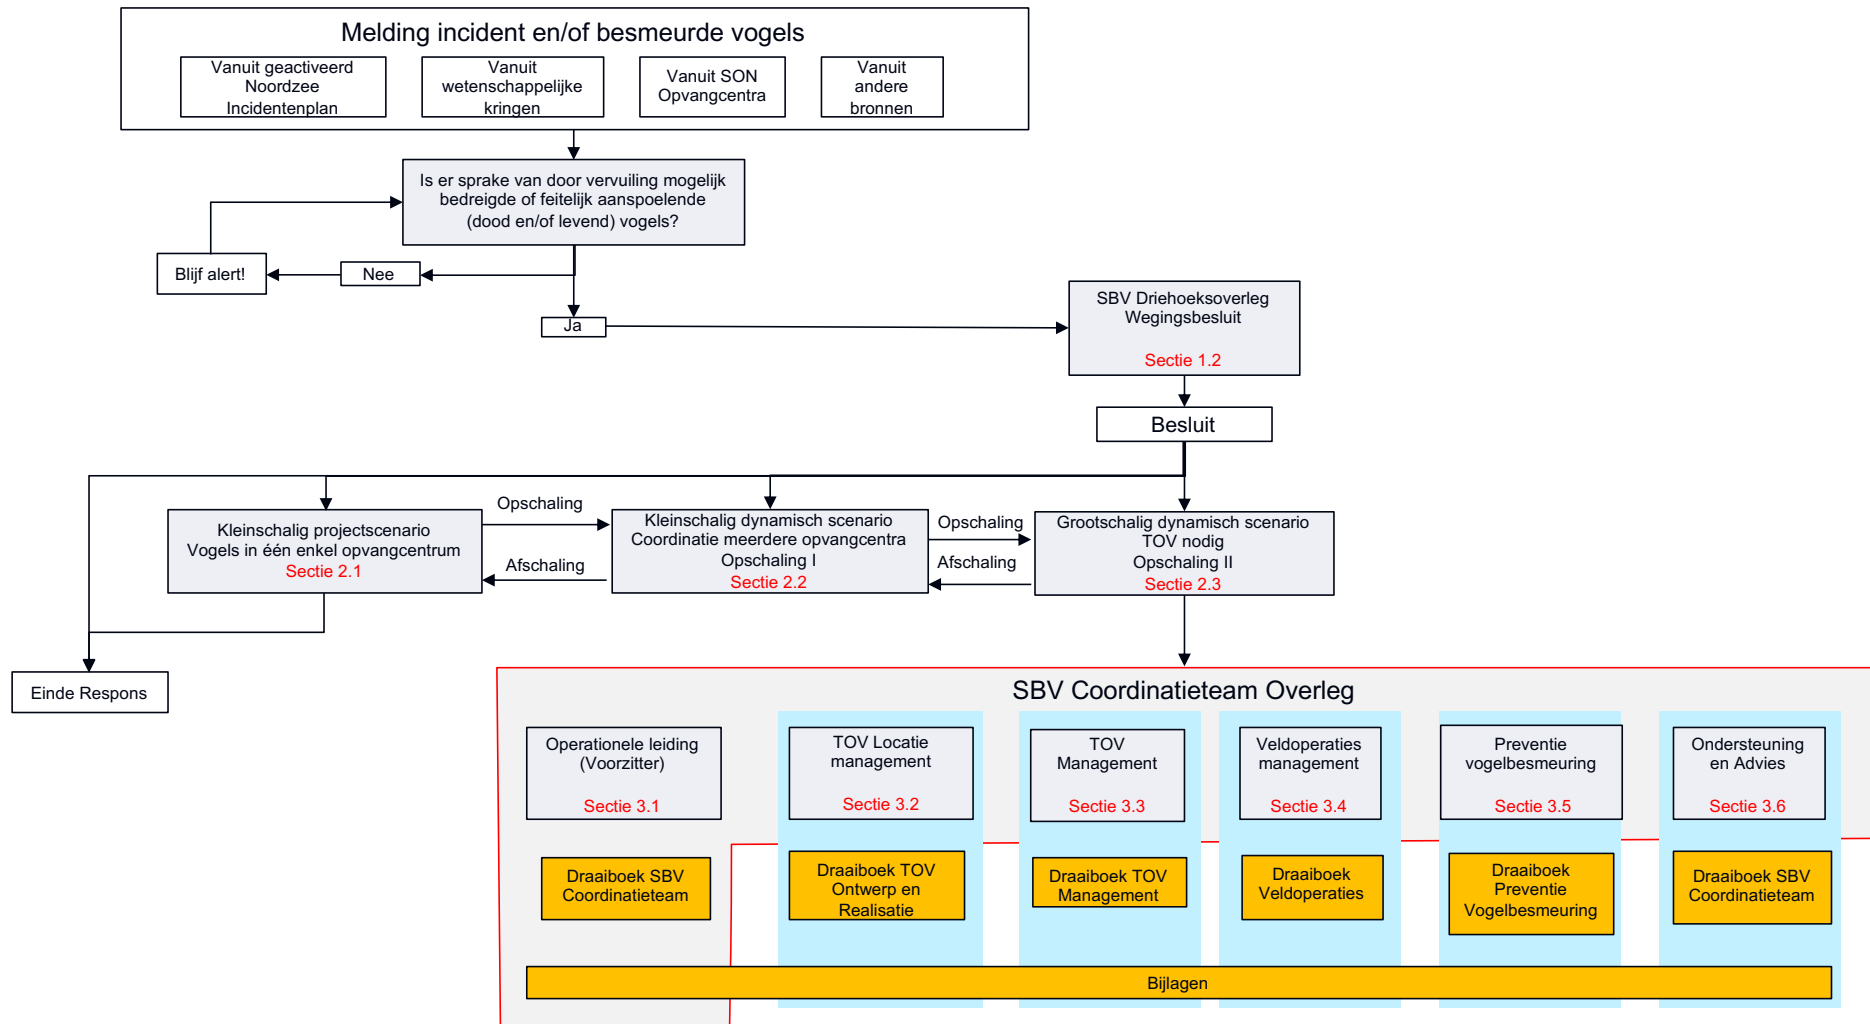 Melding incident en/of besmeurde vogels
Vanuit geactiveerd
Noordzee
Incidentenplan
Vanuit
wetenschappelijke
kringen
Vanuit SON
Opvangcentra
Vanuit
andere
bronnen
Is er sprake van door vervuiling mogelijk
bedreigde of feitelijk aanspoelende
(dood en/of levend) vogels?
Blijf alert!
Nee
Ja
SBV Driehoeksoverleg
Wegingsbesluit
Sectie 1.2
Besluit
Kleinschalig projectscenario
Vogels in één enkel opvangcentrum
Sectie 2.1
Opschaling
Afschaling
Kleinschalig dynamisch scenario
Coordinatie meerdere opvangcentra
Opschaling I
Sectie 2.2
Opschaling
Afschaling
Grootschalig dynamisch scenario
TOV nodig
Opschaling II
Sectie 2.3
Einde Respons
SBV Coordinatieteam Overleg
Operationele leiding
(Voorzitter)
Sectie 3.1
TOV Locatie
management
Sectie 3.2
TOV
Management
Sectie 3.3
Veldoperaties
management
Sectie 3.4
Preventie
vogelbesmeuring
Sectie 3.5
Ondersteuning
en Advies
Sectie 3.6
Draaiboek SBV
Coordinatieteam
Draaiboek TOV
Ontwerp en
Realisatie
Draaiboek TOV
Management
Draaiboek
Veldoperaties
Draaiboek
Preventie
Vogelbesmeuring
Draaiboek SBV
Coordinatieteam
Bijlagen